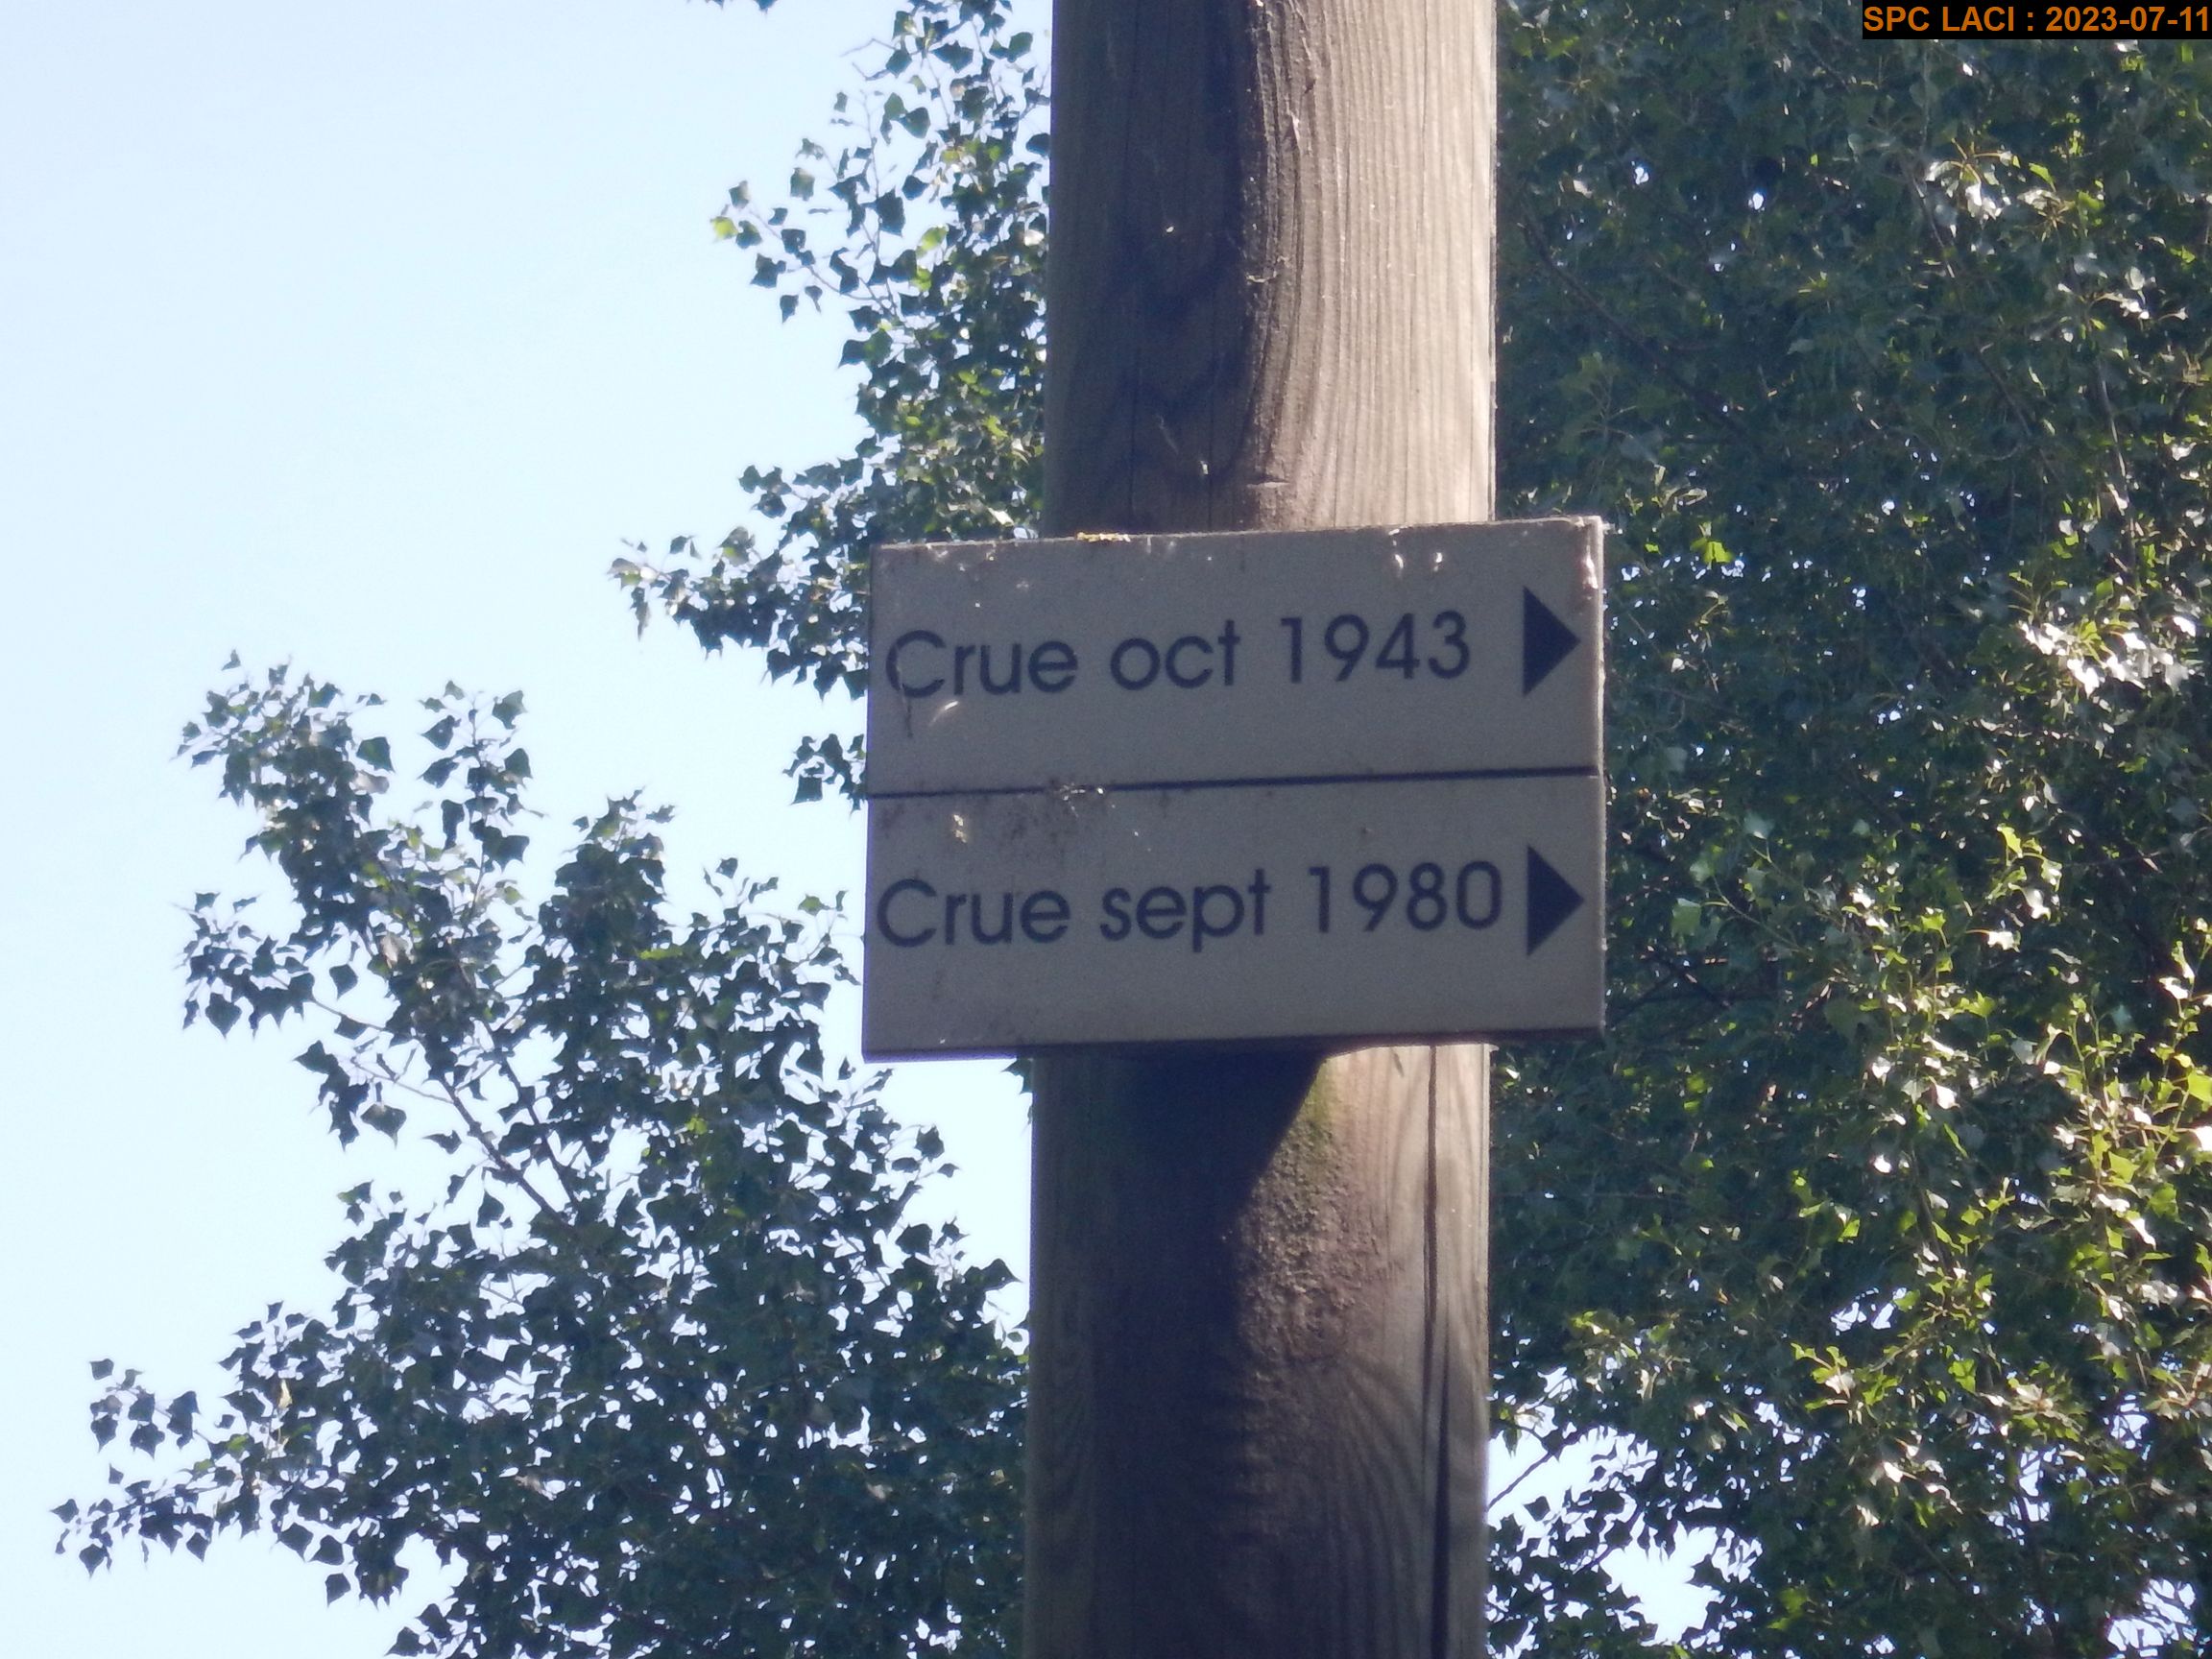 SPC LACI : 2023-07-11
Crue oct 1943
Crue sept 1980